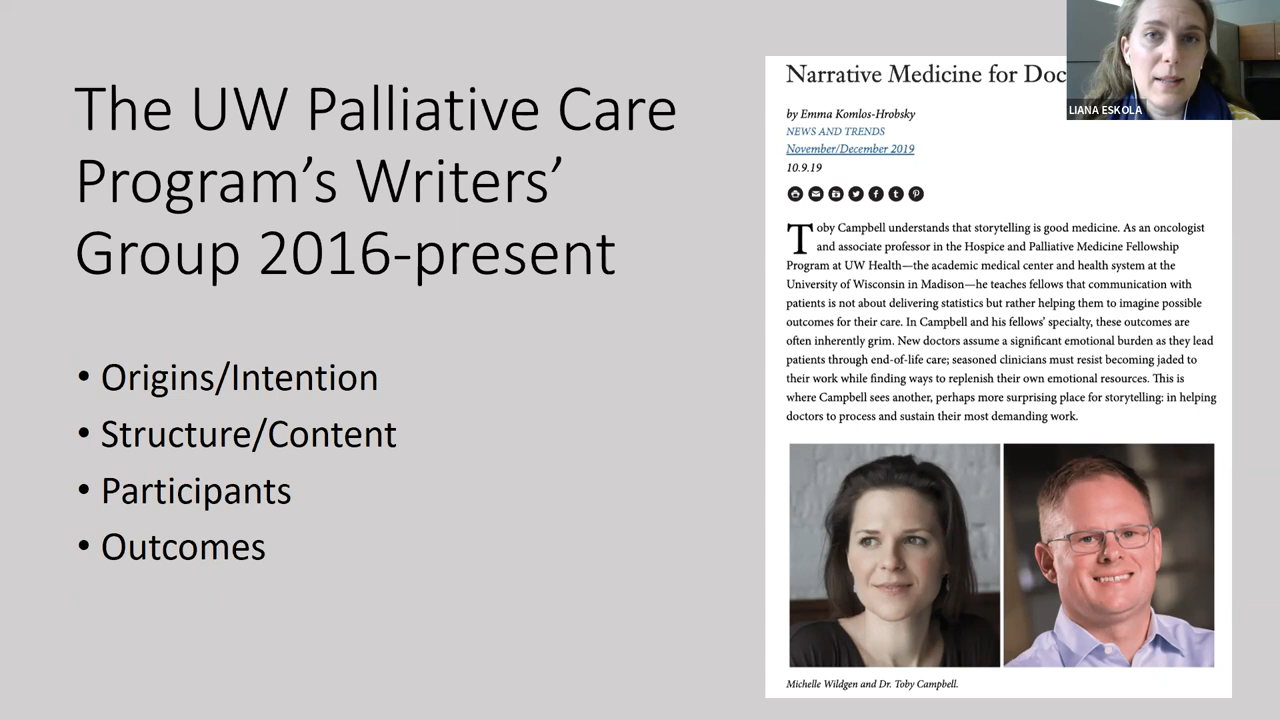 The UW Palliative Care
Program’s Writers’
Group 2016-present
• Origins/Intention
• Structure/Content
• Participants
• Outcomes
Narrative Medicine for Doc
by Emma Komlos-Hrobsky
NEWS AND TRENDS
November/December 2019
10.9.19
Toby Campbell understands that storytelling is good medicine. As an oncologist
and associate professor in the Hospice and Palliative Medicine Fellowship
Program at UW Health—the academic medical center and health system at the
University of Wisconsin in Madison—he teaches fellows that communication with
patients is not about delivering statistics but rather helping them to imagine possible
outcomes for their care. In Campbell and his fellows’ specialty, these outcomes are
often inherently grim. New doctors assume a significant emotional burden as they lead
patients through end-of-life care; seasoned clinicians must resist becoming jaded to
their work while finding ways to replenish their own emotional resources. This is
where Campbell sees another, perhaps more surprising place for storytelling: in helping
doctors to process and sustain their most demanding work.
Michelle Wildgen and Dr. Toby Campbell.
LIANA ESKOLA